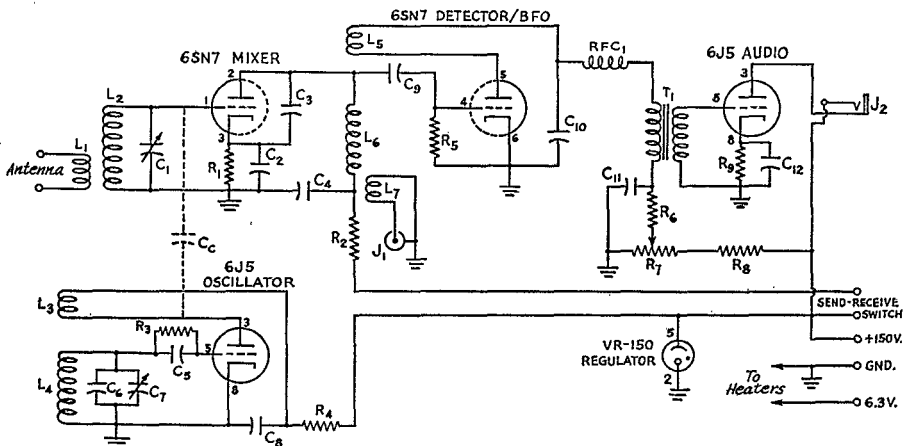 6SN7 DETECTOR/BFO
6SN7 MIXER
6J5 AUDIO
L5
RFC1
2
5
3
L2
C9
T1
J2
1
C3
4
5
L1
C1
3
L6
R5
6
C10
8
Antenna
R1
C2
R9
C12
C4
L7
C11
R6
CC
R2
J1
R7
R8
6J5
OSCILLATOR
L3
3
SEND-RECEIVE
SWITCH
R3
5
C5
5
VR-150
REGULATOR
+150V.
L4
C6
C7
8
2
GND.
R4
To
Heaters
C8
6.3V.